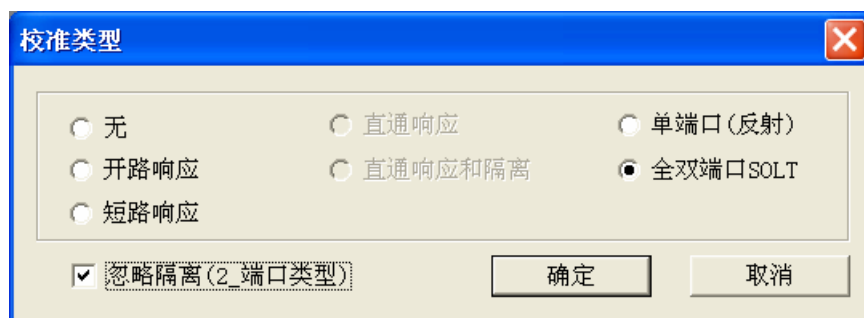 校准类型
无 直通响应 单端口(反射)
开路响应 直通响应和隔离 全双端口SOLT
短路响应
忽略隔离(2_端口类型) 确定 取消